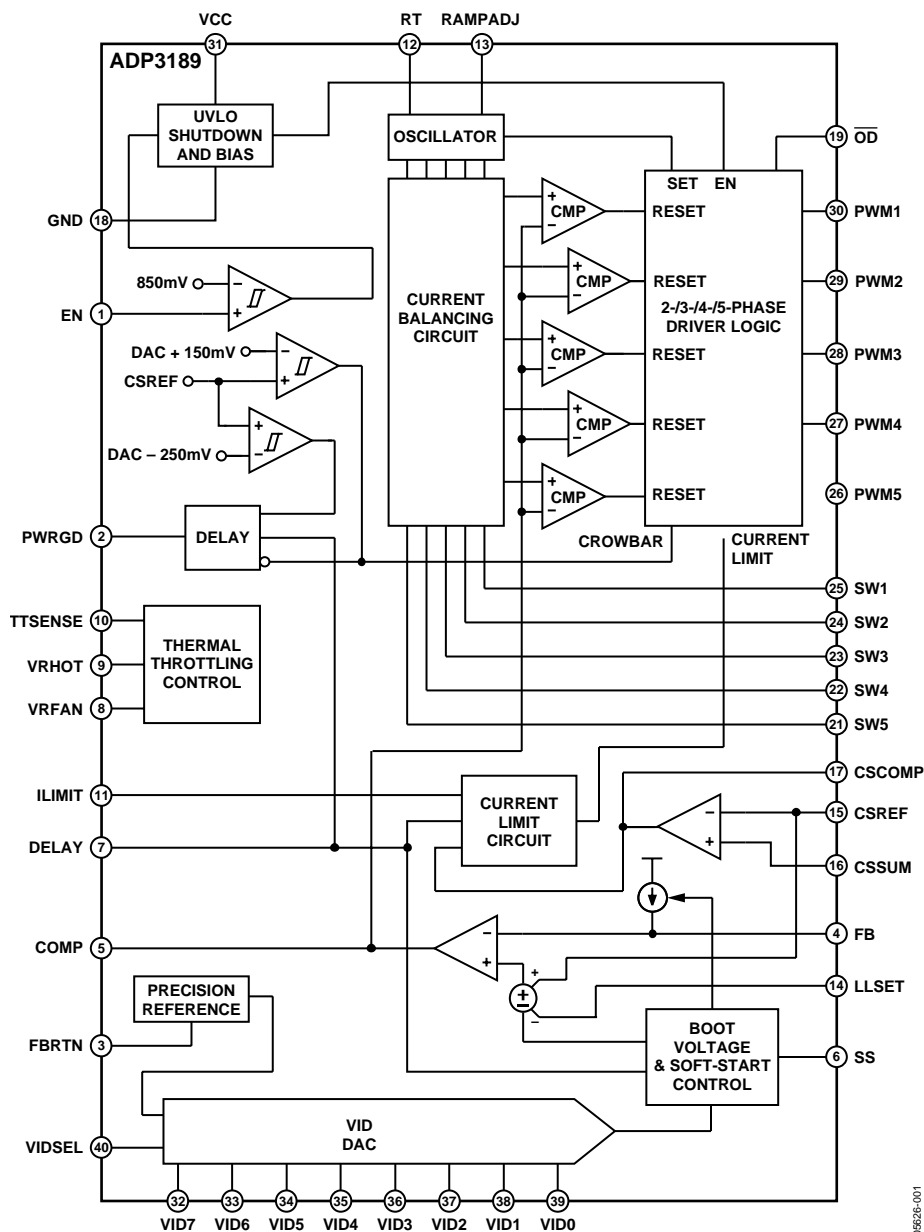 VCC
RT
RAMPADJ
31
12
13
ADP3189
UVLO
SHUTDOWN
AND BIAS
OSCILLATOR
19
OD
SET
EN
GND
18
CURRENT
BALANCING
CIRCUIT
+
–
CMP
RESET
30
PWM1
850mV
–
+
EN
1
+
–
CMP
RESET
29
PWM2
2-/3-/4-/5-PHASE
DRIVER LOGIC
DAC + 150mV
–
+
CSREF
+
–
CMP
RESET
28
PWM3
+
–
DAC – 250mV
+
–
CMP
RESET
27
PWM4
+
–
CMP
RESET
26
PWM5
PWRGD
2
DELAY
CROWBAR
CURRENT
LIMIT
25
SW1
TTSENSE
10
24
SW2
THERMAL
THROTTLING
CONTROL
VRHOT
9
23
SW3
VRFAN
8
22
SW4
21
SW5
17
CSCOMP
ILIMIT
11
CURRENT
LIMIT
CIRCUIT
–
+
15
CSREF
DELAY
7
16
CSSUM
COMP
5
–
+
4
FB
+
–
+
–
14
LLSET
PRECISION
REFERENCE
BOOT
VOLTAGE
& SOFT-START
CONTROL
FBRTN
3
6
SS
VID
DAC
VIDSEL
40
32
33
34
35
36
37
38
39
VID7
VID6
VID5
VID4
VID3
VID2
VID1
VID0
05626-001